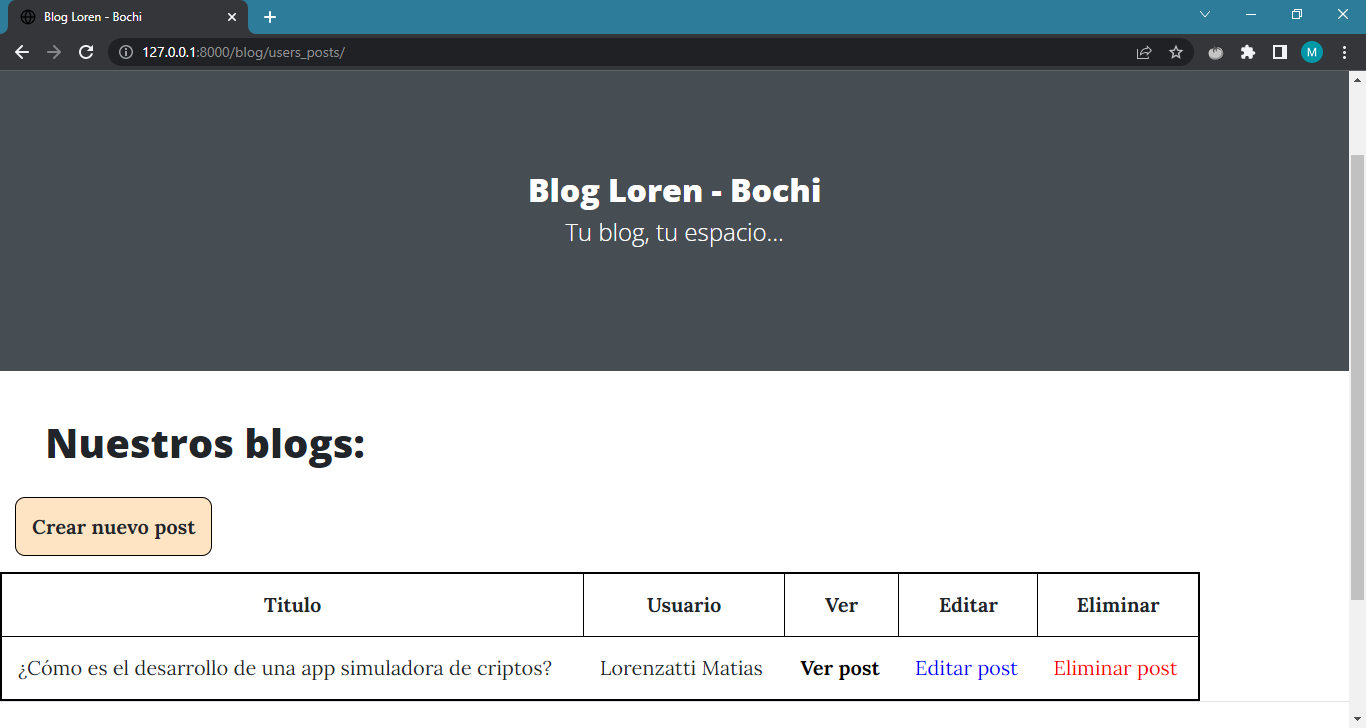 Blog Loren - Bochi
127.0.0.1:8000/blog/users_posts/
M
Blog Loren - Bochi
Tu blog, tu espacio...
Nuestros blogs:
Crear nuevo post
Titulo Usuario Ver Editar Eliminar
¿Cómo es el desarrollo de una app simuladora de criptos? Lorenzatti Matias Ver post Editar post Eliminar post